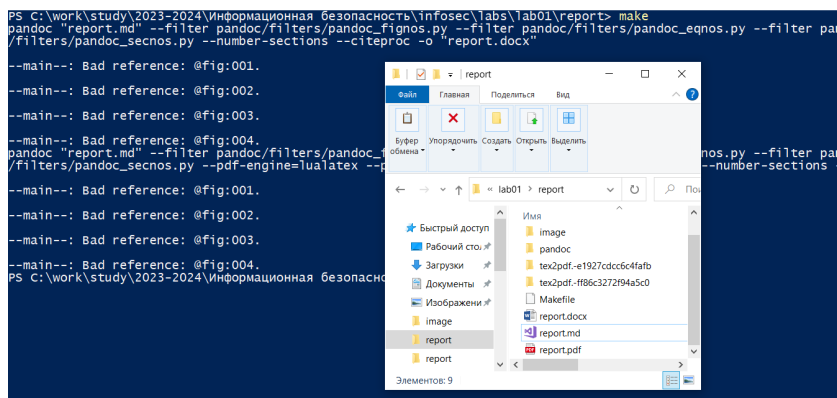 PS C:\work\study\2023-2024\Информационная безопасность\infosec\labs\lab01\report> make
pandoc "report.md" --filter pandoc/filters/pandoc_fignos.py --filter pandoc/filters/pandoc_eqnos.py --filter pan
/filters/pandoc_secnos.py --number-sections --citeproc -o "report.docx"
--main--: Bad reference: @fig:001.
--main--: Bad reference: @fig:002.
--main--: Bad reference: @fig:003.
--main--: Bad reference: @fig:004.
pandoc "report.md" --filter pandoc/filters/pandoc_f nos.py --filter pan
/filters/pandoc_secnos.py --pdf-engine=lualatex --p --number-sections
--main--: Bad reference: @fig:001.
--main--: Bad reference: @fig:002.
--main--: Bad reference: @fig:003.
--main--: Bad reference: @fig:004.
PS C:\work\study\2023-2024\Информационная безопасно
report
Файл Главная Поделиться Вид
Буфер обмена Упорядочить Создать Открыть Выделить
« lab01 > report
Пои
Имя
Быстрый доступ
Рабочий сто
Загрузки
Документы
Изображени
image
report
report
image
pandoc
tex2pdf.-e1927cdcc6c4fafb
tex2pdf.-ff86c3272f94a5c0
Makefile
report.docx
report.md
report.pdf
Элементов: 9